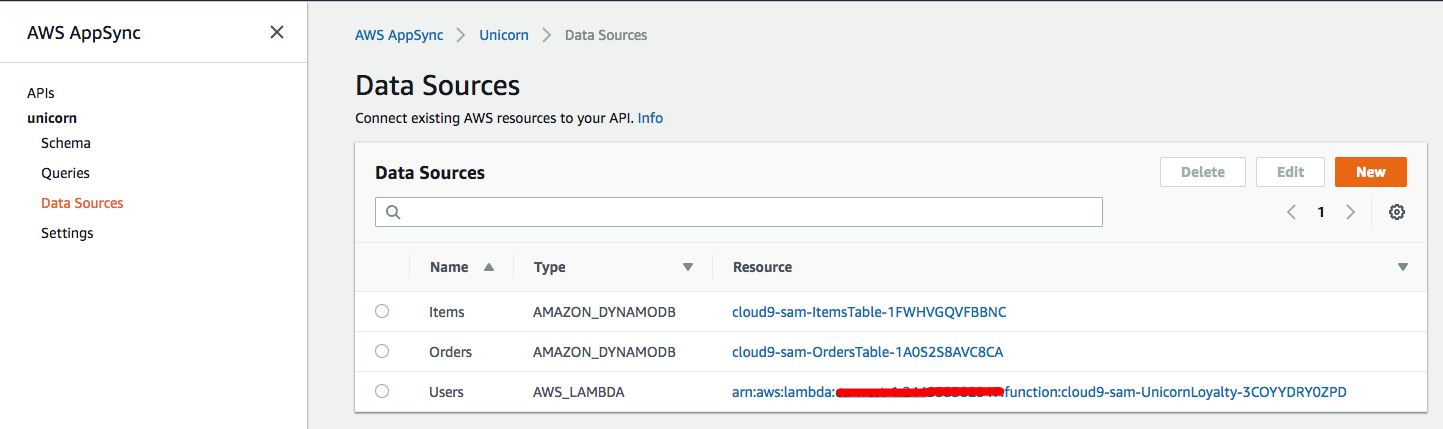 AWS AppSync
AWS AppSync Unicorn Data Sources
APIs
unicorn
Schema
Queries
Data Sources
Settings
Data Sources
Connect existing AWS resources to your API. Info
Data Sources
Delete Edit New
1
Name Type Resource
Items AMAZON_DYNAMODB cloud9-sam-ItemsTable-1FWHVGQVFBBNC
Orders AMAZON_DYNAMODB cloud9-sam-OrdersTable-1A0S2S8AVC8CA
Users AWS_LAMBDA arn:aws:lambda: function:cloud9-sam-UnicornLoyalty-3COYYDRY0ZPD